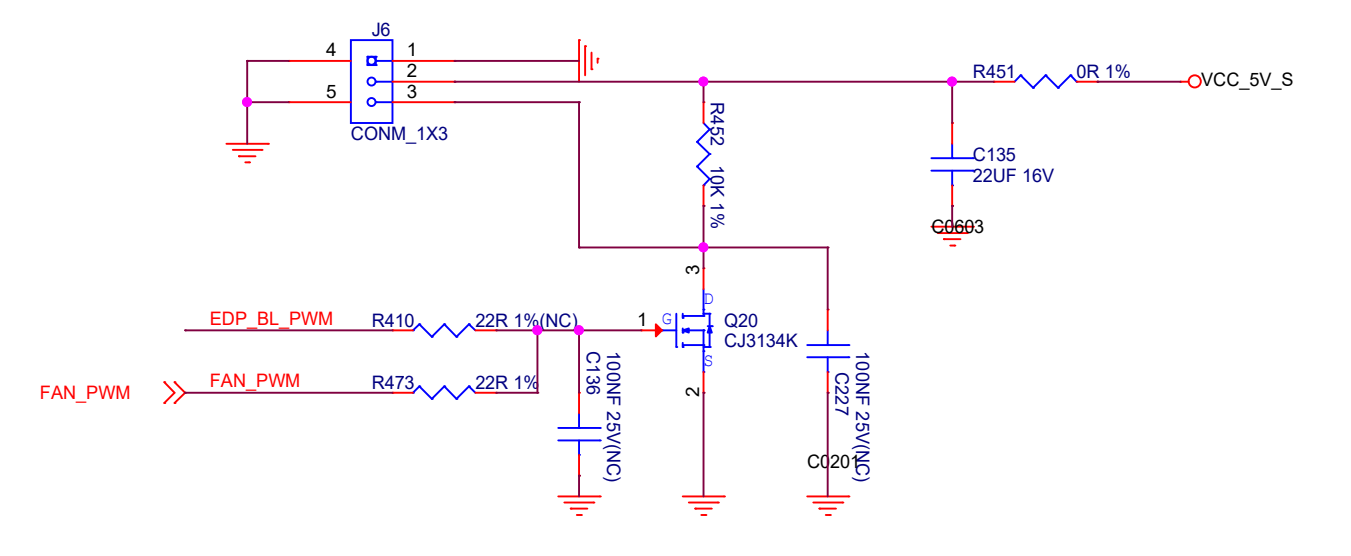 J6
4
1
2
5
3
CONM_1X3
R451
0R 1%
VCC_5V_S
R452
10K 1%
C135
22UF 16V
C0603
3
D
EDP_BL_PWM
R410
22R 1%(NC)
1
G
Q20
CJ3134K
S
FAN_PWM
FAN_PWM
R473
22R 1%
C136
100NF 25V(NC)
2
C227
100NF 25V(NC)
C0201